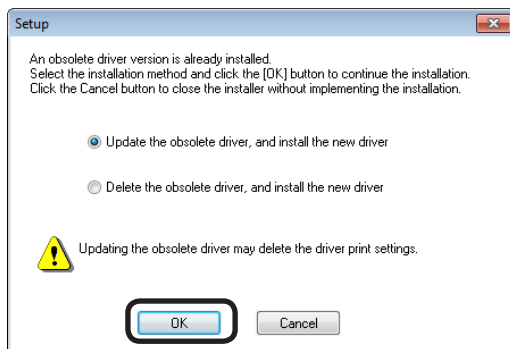 Setup
An obsolete driver version is already installed.
Select the installation method and click the [OK] button to continue the installation.
Click the Cancel button to close the installer without implementing the installation.
Update the obsolete driver, and install the new driver
Delete the obsolete driver, and install the new driver
Updating the obsolete driver may delete the driver print settings.
OK Cancel